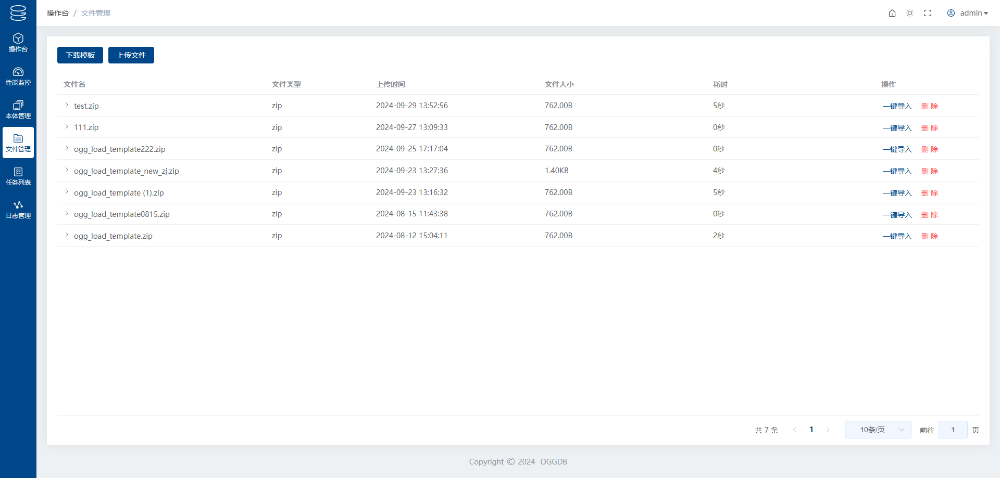 操作台 / 文件管理
admin
操作台
性能监控
本体管理
文件管理
任务列表
日志管理
下载模板 上传文件
文件名 文件类型 上传时间 文件大小 耗时 操作
test.zip zip 2024-09-29 13:52:56 762.00B 5秒 一键导入 删 除
111.zip zip 2024-09-27 13:09:33 762.00B 0秒 一键导入 删 除
ogg_load_template222.zip zip 2024-09-25 17:17:04 762.00B 0秒 一键导入 删 除
ogg_load_template_new_zj.zip zip 2024-09-23 13:27:36 1.40KB 4秒 一键导入 删 除
ogg_load_template (1).zip zip 2024-09-23 13:16:32 762.00B 5秒 一键导入 删 除
ogg_load_template0815.zip zip 2024-08-15 11:43:38 762.00B 0秒 一键导入 删 除
ogg_load_template.zip zip 2024-08-12 15:04:11 762.00B 2秒 一键导入 删 除
共 7 条 1 10条/页 前往 1 页
Copyright © 2024 OGGDB